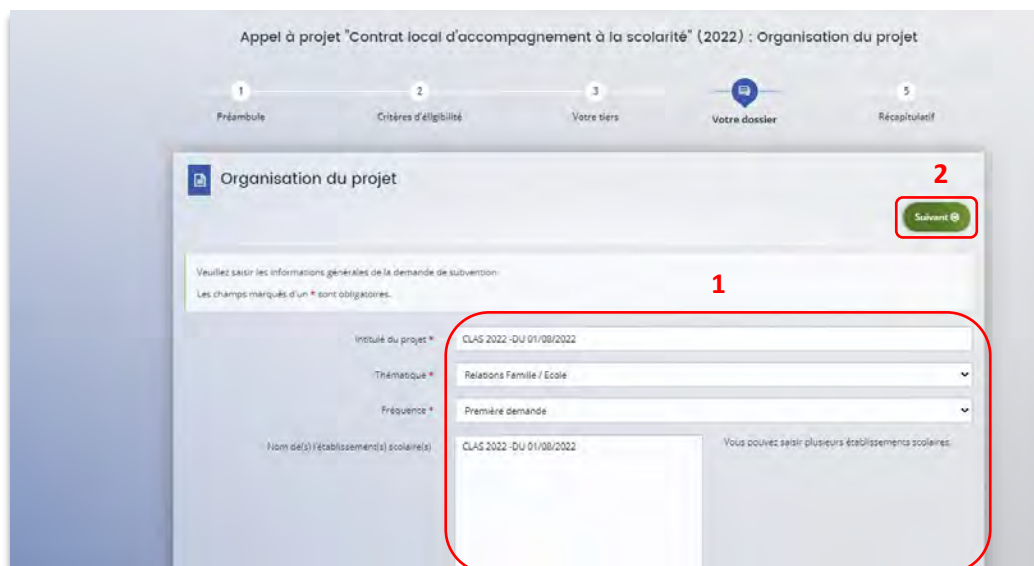 Appel à projet "Contrat local d'accompagnement à la scolarité" (2022) : Organisation du projet
1 2 3 5
Préambule Critères d'éligibilité Votre tiers Votre dossier Récapitulatif
Organisation du projet
2
Suivant
Veuillez saisir les informations générales de la demande de subvention.
Les champs marqués d'un * sont obligatoires.
1
Intitulé du projet * CLAS 2022 -DU 01/08/2022
Thématique * Relations Famille / Ecole
Fréquence * Première demande
Nom de(s) l'établissement(s) scolaire(s) CLAS 2022 -DU 01/08/2022 Vous pouvez saisir plusieurs établissements scolaires.